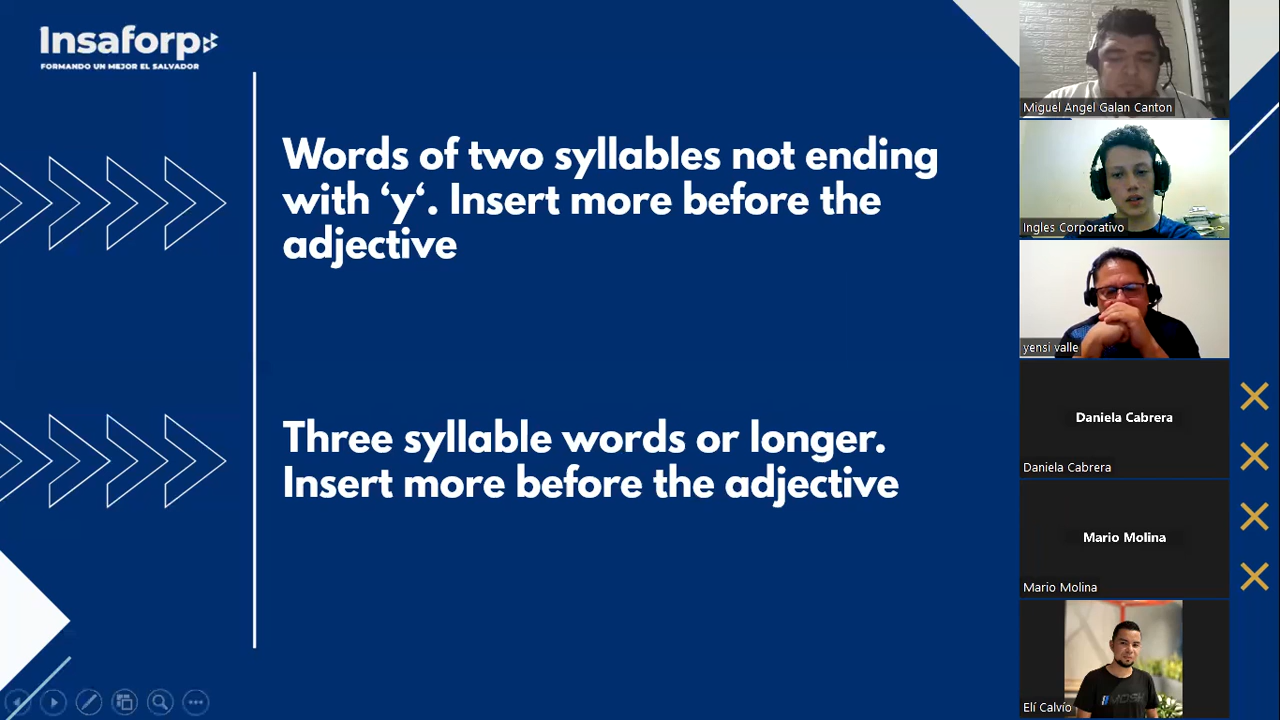 Insaforp
FORMANDO UN MEJOR EL SALVADOR
Words of two syllables not ending
with ‘y‘. Insert more before the
adjective
Three syllable words or longer.
Insert more before the adjective
Miguel Angel Galan Canton
Ingles Corporativo
yensi valle
Daniela Cabrera
Daniela Cabrera
Mario Molina
Mario Molina
Elí Calvio